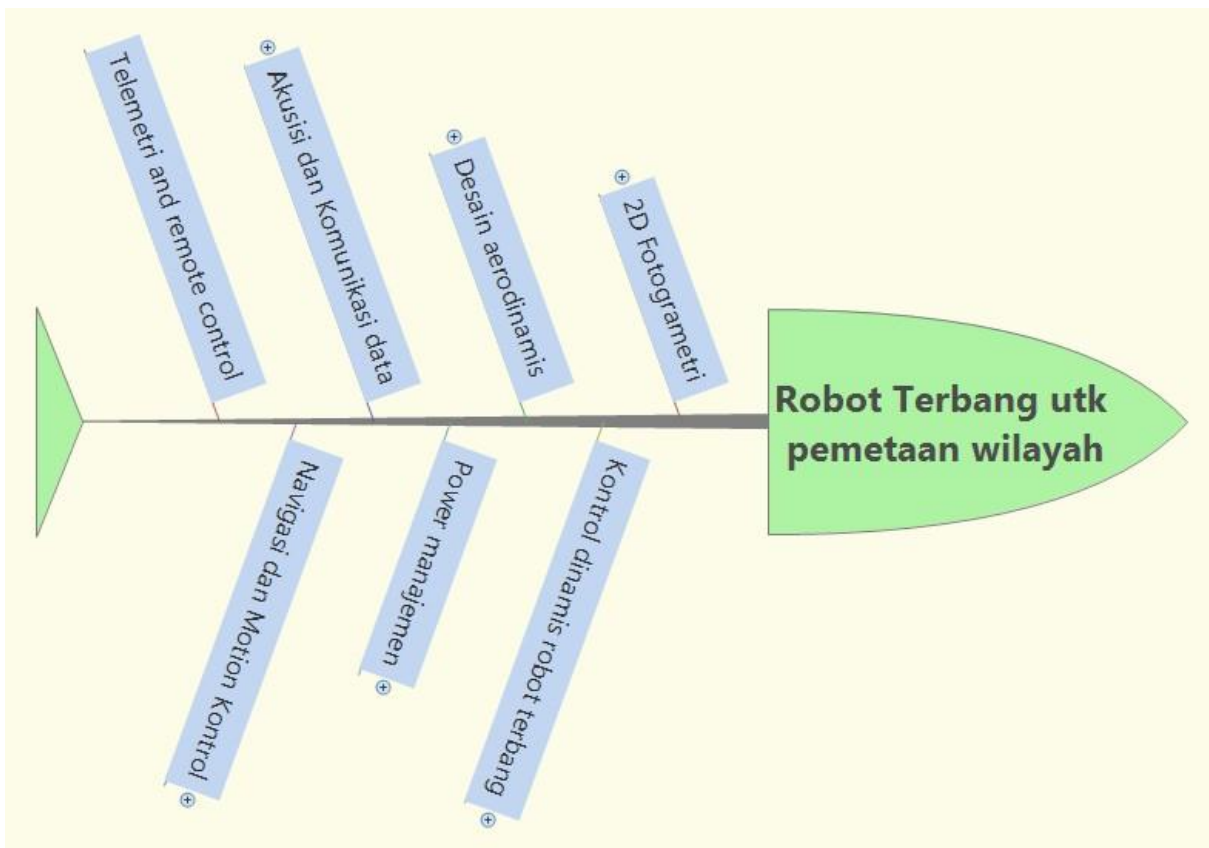 Telemetri and remote control
Akusisi dan Komunikasi data
Desain aerodinamis
2D Fotogrametri
Robot Terbang utk
pemetaan wilayah
Navigasi dan Motion Kontrol
Power manajemen
Kontrol dinamis robot terbang